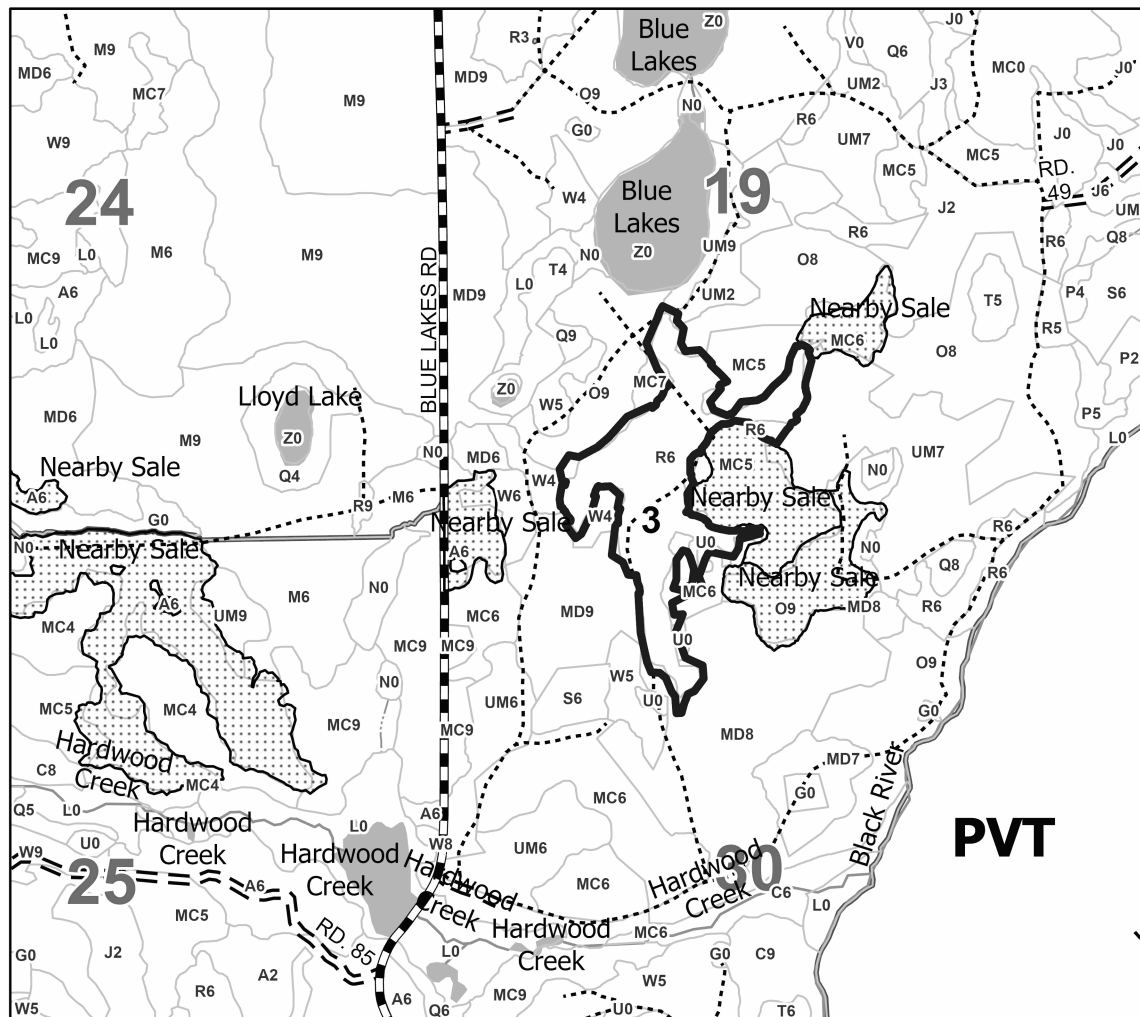 Z0
J0
Blue
Lakes
R3
V0
Q6
M9
MD6
MC7
M9
MD9
UM2
J3
MC0
J0
O9
N0
G0
R6
UM7
J0
J0
W9
MC5
MC5
RD.
49
J6
24
Blue
Lakes
19
W4
J2
UM
MC9
L0
M6
M9
N0
Z0
UM9
R6
R6
Q8
A6
BLUE LAKES RD
MD9
L0
T4
UM2
O8
T5
P4
S6
L0
L0
Q9
Nearby Sale
MC6
R5
O8
P2
Lloyd Lake
Z0
MC5
MC7
O9
W5
MD6
M9
Z0
Q4
N0
MD6
R6
R6
P5
L0
UM7
Nearby Sale
A6
W4
MC5
N0
G0
R9
M6
W6
Nearby Sale
Nearby Sale
W4
3
R6
N0
Nearby Sale
A6
U0
N0
Q8
R6
A6
UM9
M6
N0
MC6
Nearby Sale
O9
MD8
R6
MC4
MC6
MD9
MC9
MC9
U0
O9
N0
W5
MC5
MC4
MC9
UM6
S6
U0
G0
MC9
MD8
Hardwood
Creek
C8
MC4
MD7
Black River
G0
Q5
L0
MC6
A6
L0
Hardwood
Creek
U0
W8
UM6
PVT
W9
25
Hardwood
Creek
Hardwood
Creek
MC6
Hardwood
Creek
30
C6
A6
MC5
L0
RD. 85
Hardwood
Creek
MC6
G0
J2
L0
G0
C9
R6
A2
W5
A6
MC9
W5
Q6
U0
T6